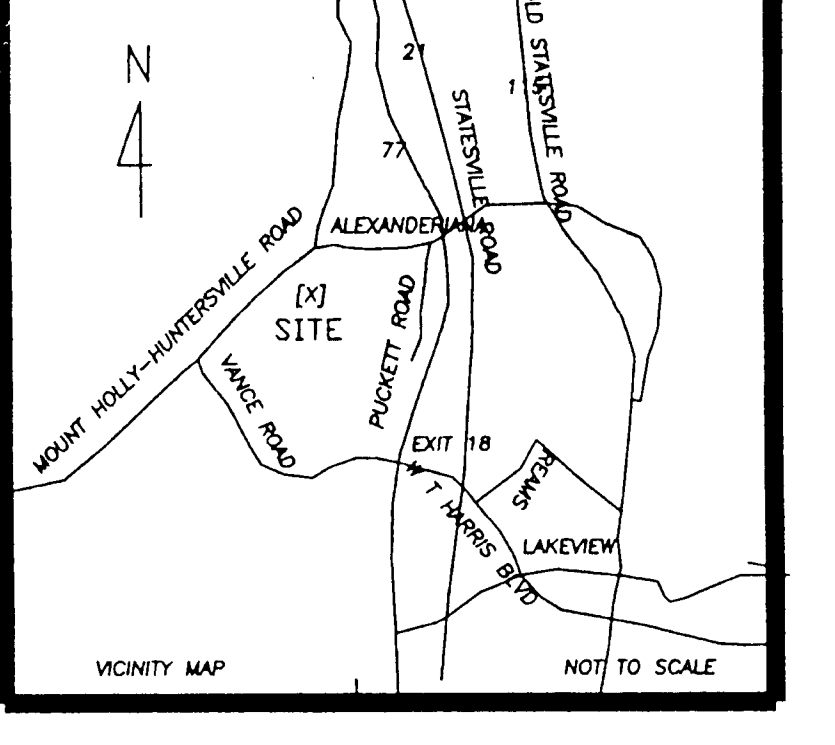 N
21
115
LD STATESVILLE ROAD
STATESVILLE ROAD
77
ALEXANDERIANA
MOUNT HOLLY-HUNTERSVILLE ROAD
[X]
SITE
PUCKETT ROAD
VANCE ROAD
EXIT 18
REAMS
W T HARRIS BLVD
LAKEVIEW
VICINITY MAP
NOT TO SCALE